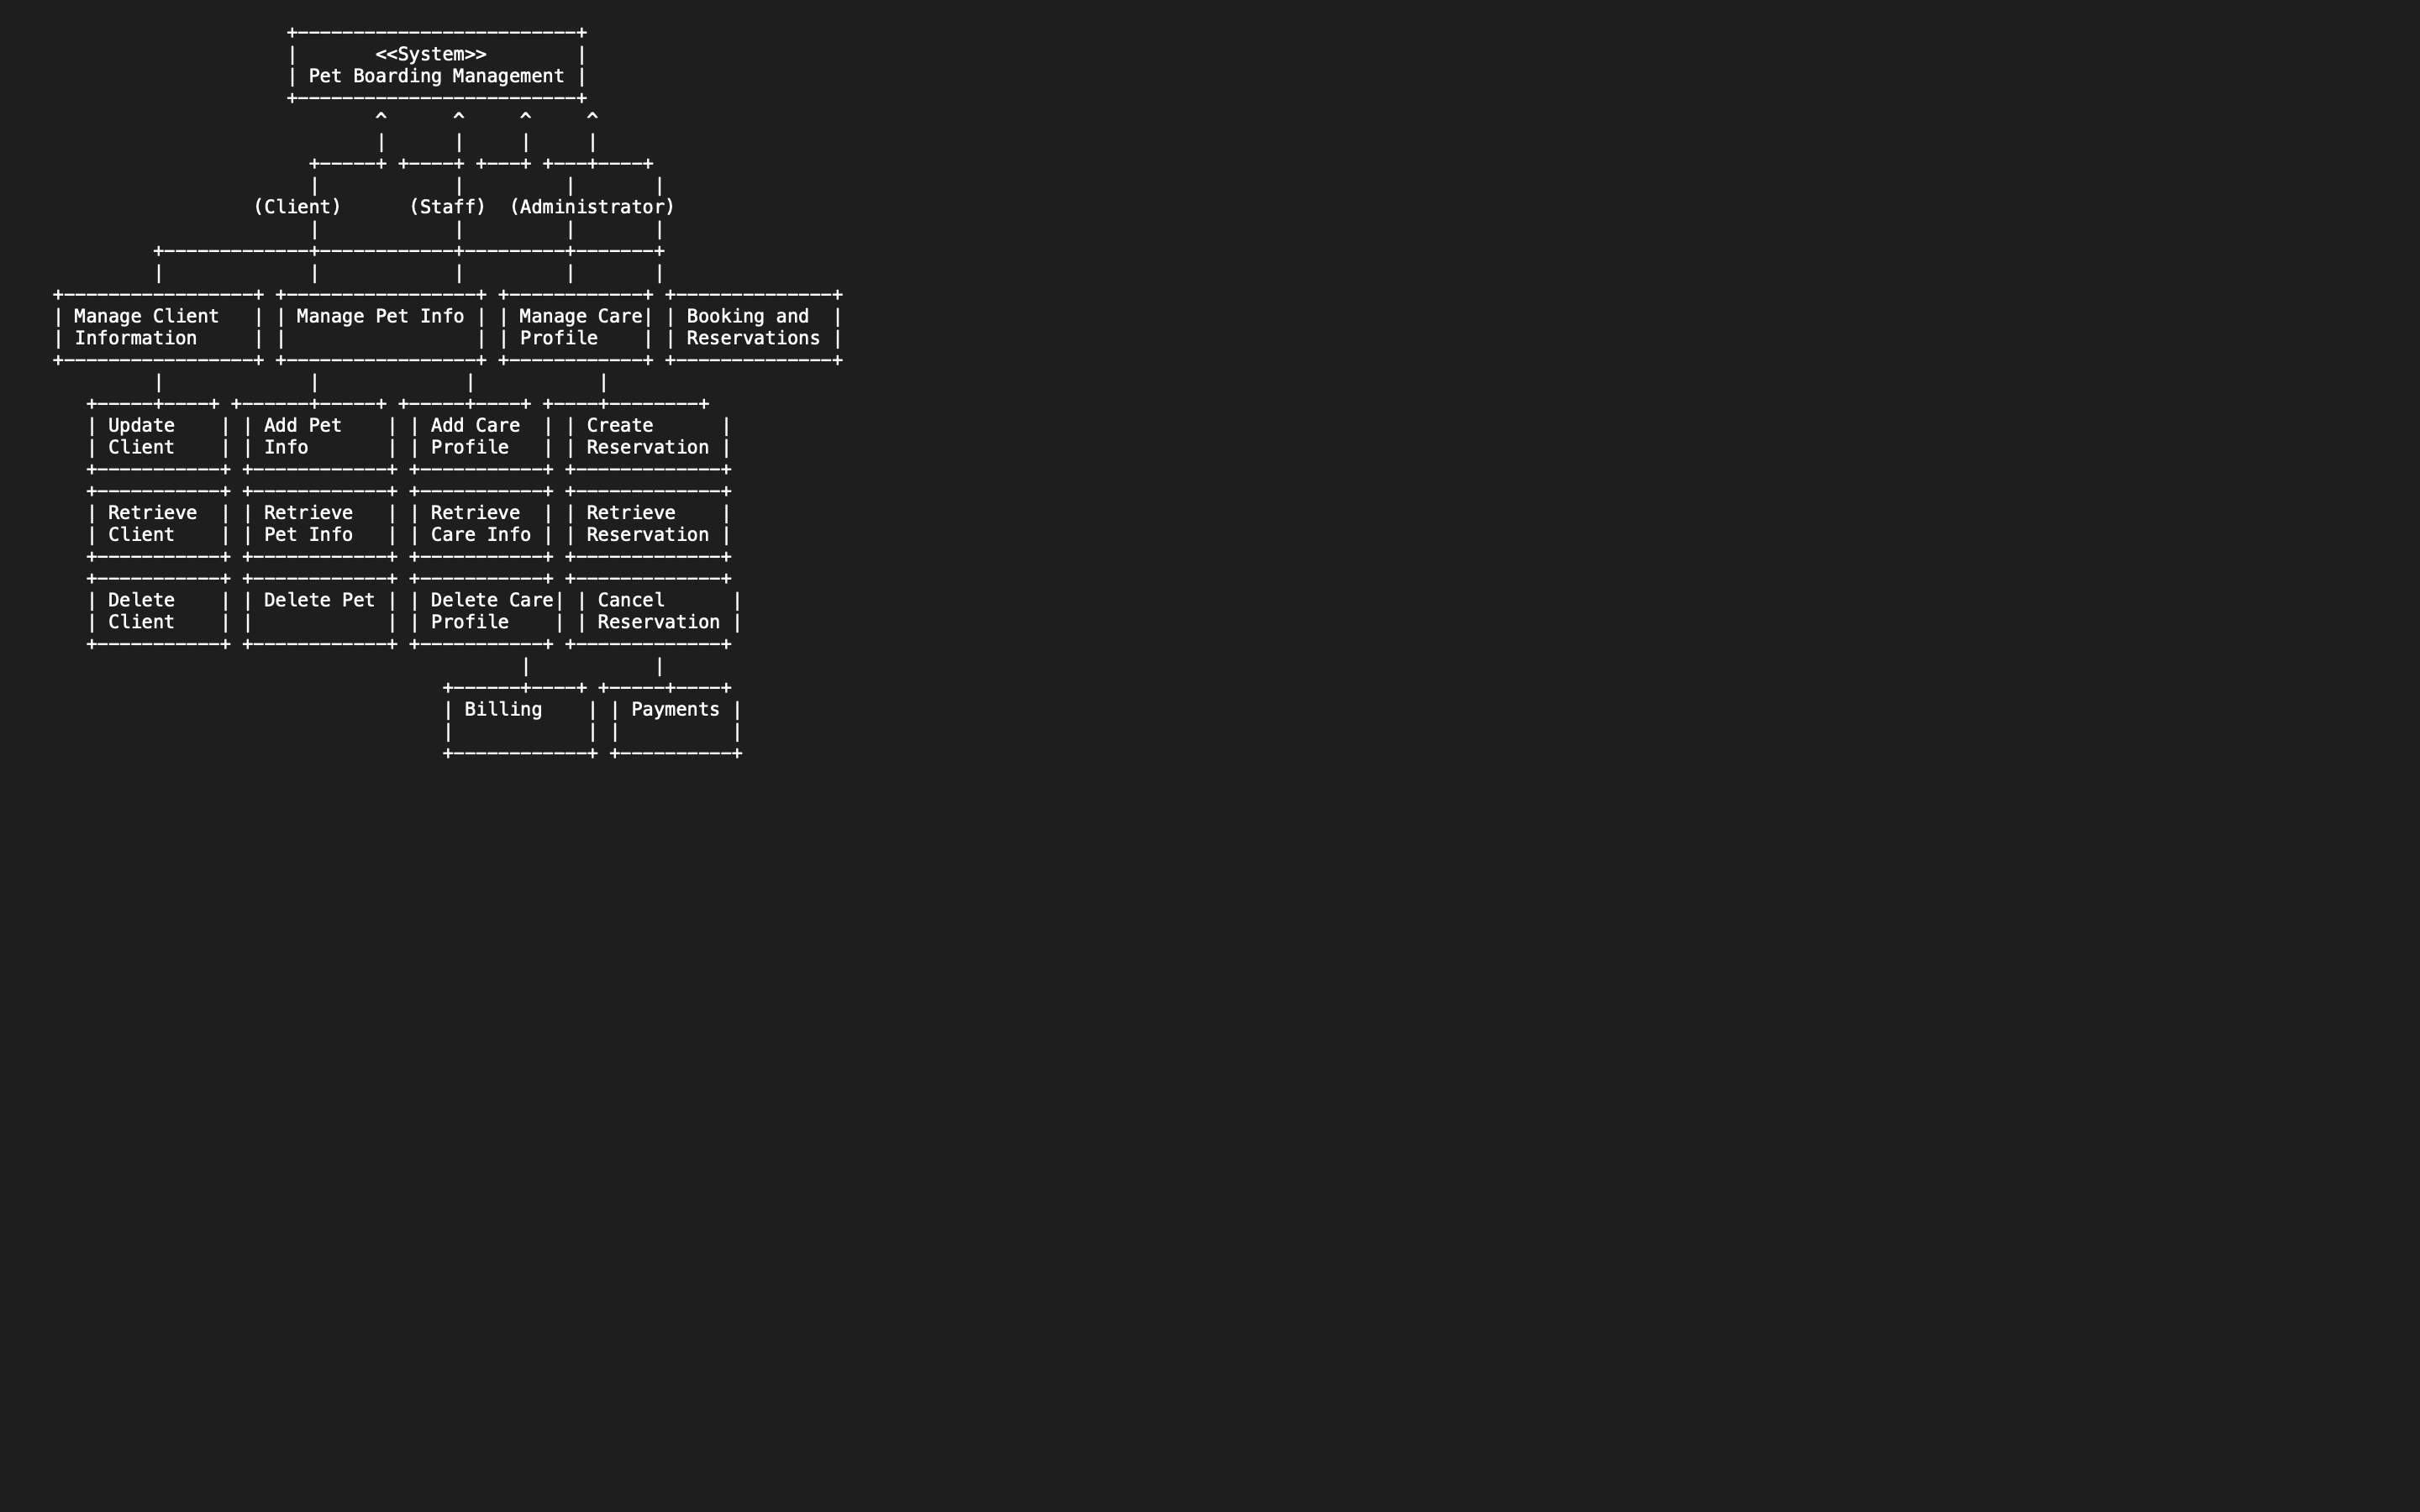 <<System>>
Pet Boarding Management
(Client) (Staff) (Administrator)
Manage Client Manage Pet Info Manage Care Booking and
Information Profile Reservations
Update Add Pet Add Care Create
Client Info Profile Reservation
Retrieve Retrieve Retrieve Retrieve
Client Pet Info Care Info Reservation
Delete Delete Pet Delete Care Cancel
Client Profile Reservation
Billing Payments